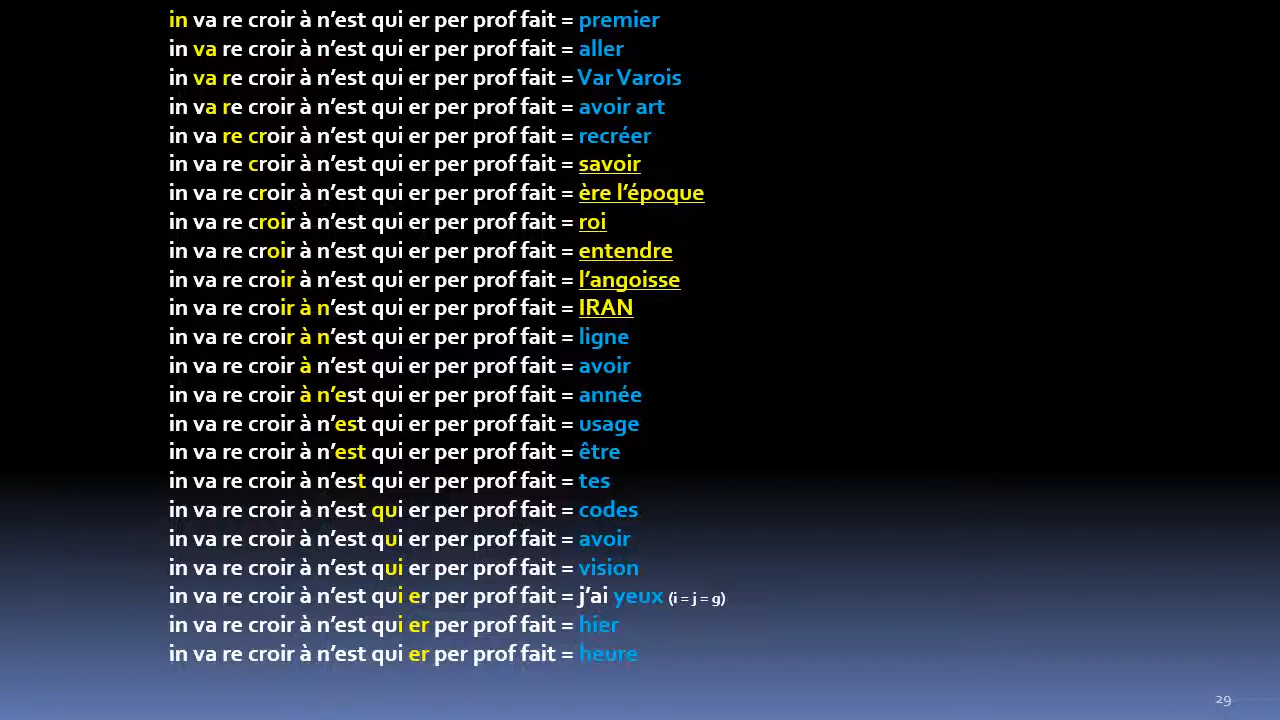 in va re croir à n’est qui er per prof fait = premier
in va re croir à n’est qui er per prof fait = aller
in va re croir à n’est qui er per prof fait = Var Varois
in va re croir à n’est qui er per prof fait = avoir art
in va re croir à n’est qui er per prof fait = recréer
in va re croir à n’est qui er per prof fait = savoir
in va re croir à n’est qui er per prof fait = ère l’époque
in va re croir à n’est qui er per prof fait = roi
in va re croir à n’est qui er per prof fait = entendre
in va re croir à n’est qui er per prof fait = l’angoisse
in va re croir à n’est qui er per prof fait = IRAN
in va re croir à n’est qui er per prof fait = ligne
in va re croir à n’est qui er per prof fait = avoir
in va re croir à n’est qui er per prof fait = année
in va re croir à n’est qui er per prof fait = usage
in va re croir à n’est qui er per prof fait = être
in va re croir à n’est qui er per prof fait = tes
in va re croir à n’est qui er per prof fait = codes
in va re croir à n’est qui er per prof fait = avoir
in va re croir à n’est qui er per prof fait = vision
in va re croir à n’est qui er per prof fait = j’ai yeux (i = j = g)
in va re croir à n’est qui er per prof fait = hier
in va re croir à n’est qui er per prof fait = heure
29